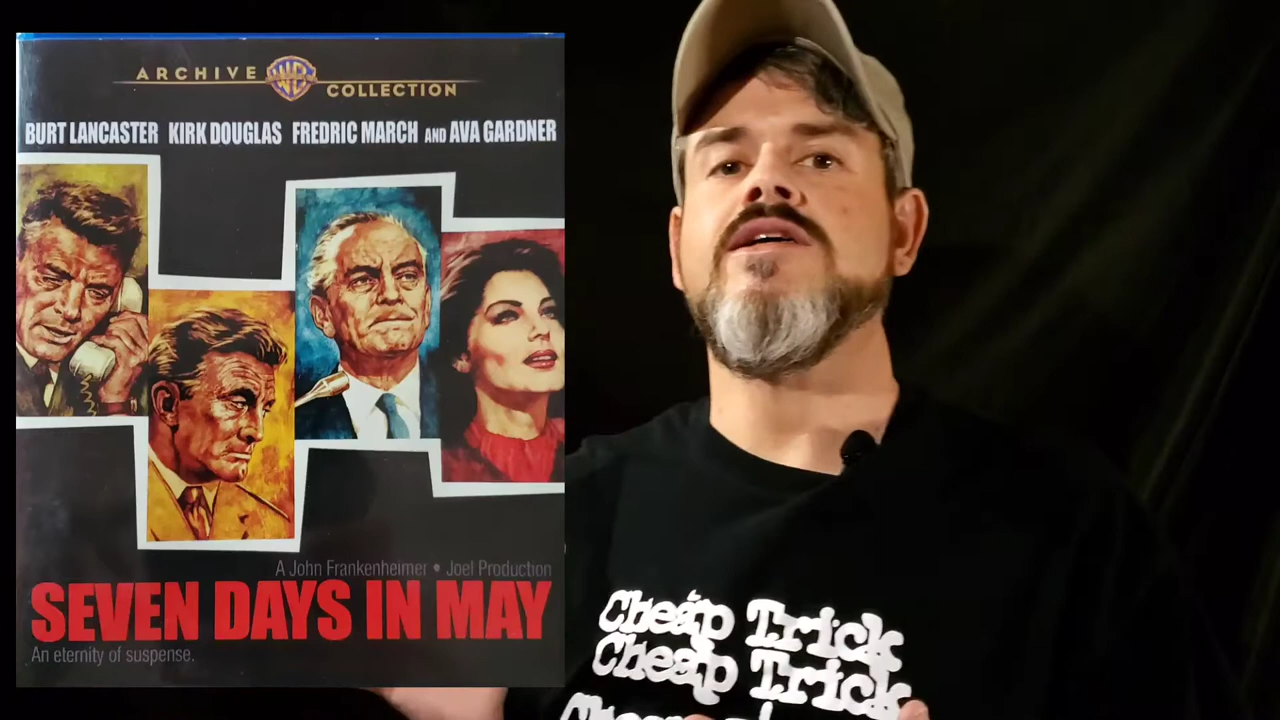 ARCHIVE WB COLLECTION
BURT LANCASTER KIRK DOUGLAS FREDRIC MARCH AND AVA GARDNER
A John Frankenheimer • Joel Production
SEVEN DAYS IN MAY
An eternity of suspense.
Cheap Trick
Cheap Trick